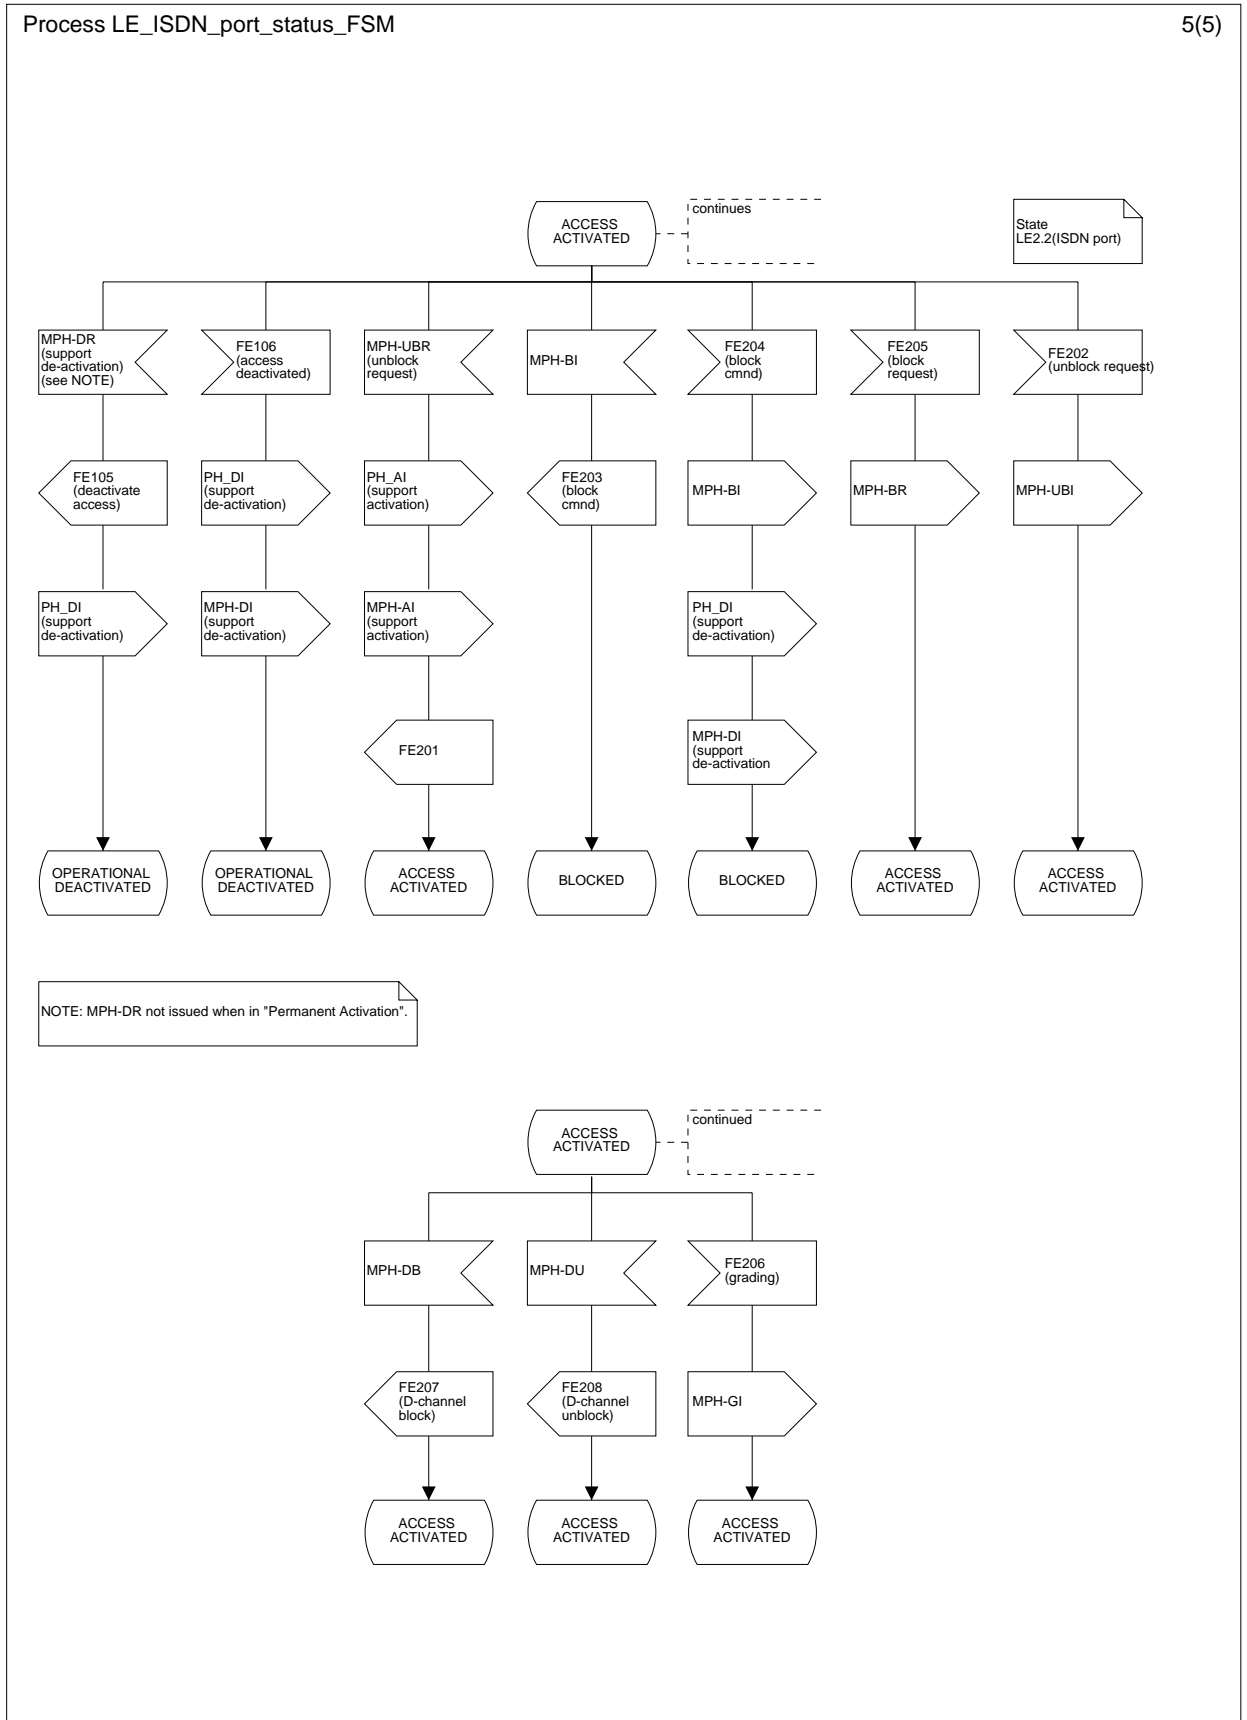 Process LE_ISDN_port_status_FSM
5(5)
ACCESS
ACTIVATED
continues
State
LE2.2(ISDN port)
MPH-DR
(support
de-activation)
(see NOTE)
FE106
(access
deactivated)
MPH-UBR
(unblock
request)
MPH-BI
FE204
(block
cmnd)
FE205
(block
request)
FE202
(unblock request)
FE105
(deactivate
access)
PH_DI
(support
de-activation)
PH_AI
(support
activation)
FE203
(block
cmnd)
MPH-BI
MPH-BR
MPH-UBI
PH_DI
(support
de-activation)
MPH-DI
(support
de-activation)
MPH-AI
(support
activation)
PH_DI
(support
de-activation)
FE201
MPH-DI
(support
de-activation
OPERATIONAL
DEACTIVATED
OPERATIONAL
DEACTIVATED
ACCESS
ACTIVATED
BLOCKED
BLOCKED
ACCESS
ACTIVATED
ACCESS
ACTIVATED
NOTE: MPH-DR not issued when in "Permanent Activation".
ACCESS
ACTIVATED
continued
MPH-DB
MPH-DU
FE206
(grading)
FE207
(D-channel
block)
FE208
(D-channel
unblock)
MPH-GI
ACCESS
ACTIVATED
ACCESS
ACTIVATED
ACCESS
ACTIVATED